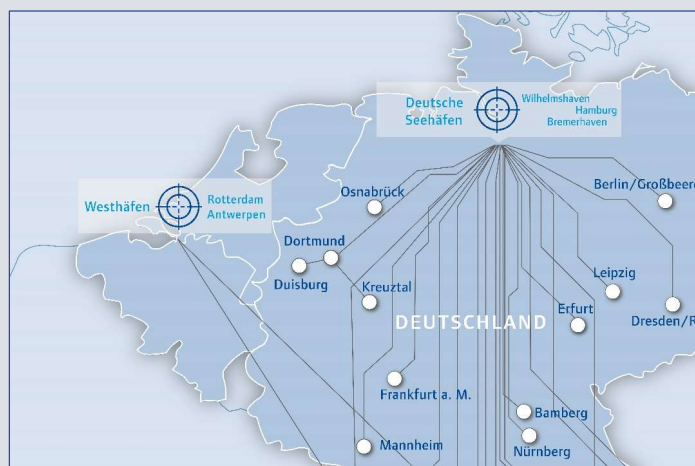 Deutsche
Seehäfen
Wilhelmshaven
Hamburg
Bremerhaven
Westhäfen
Rotterdam
Antwerpen
Osnabrück
Berlin/Großbeere
Dortmund
Duisburg
Kreuztal
Leipzig
Erfurt
DEUTSCHLAND
Dresden/R
Frankfurt a. M.
Bamberg
Mannheim
Nürnberg